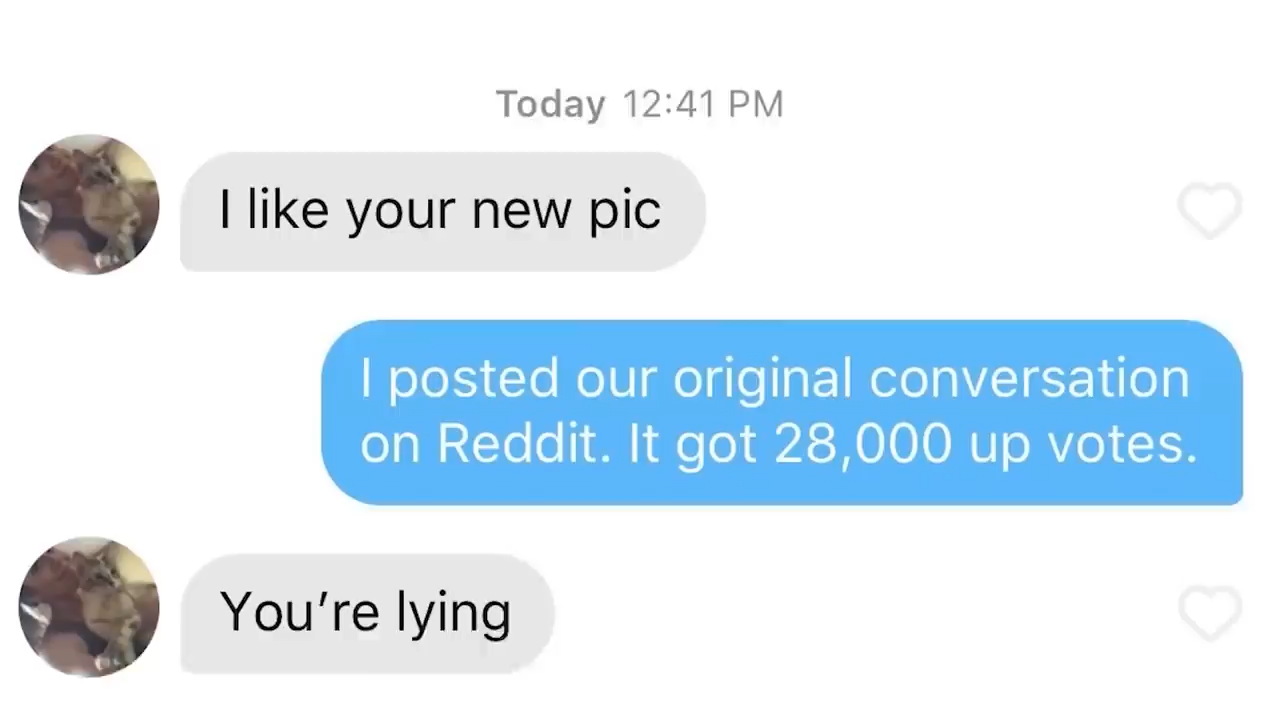 Today 12:41 PM
I like your new pic
I posted our original conversation
on Reddit. It got 28,000 up votes.
You’re lying